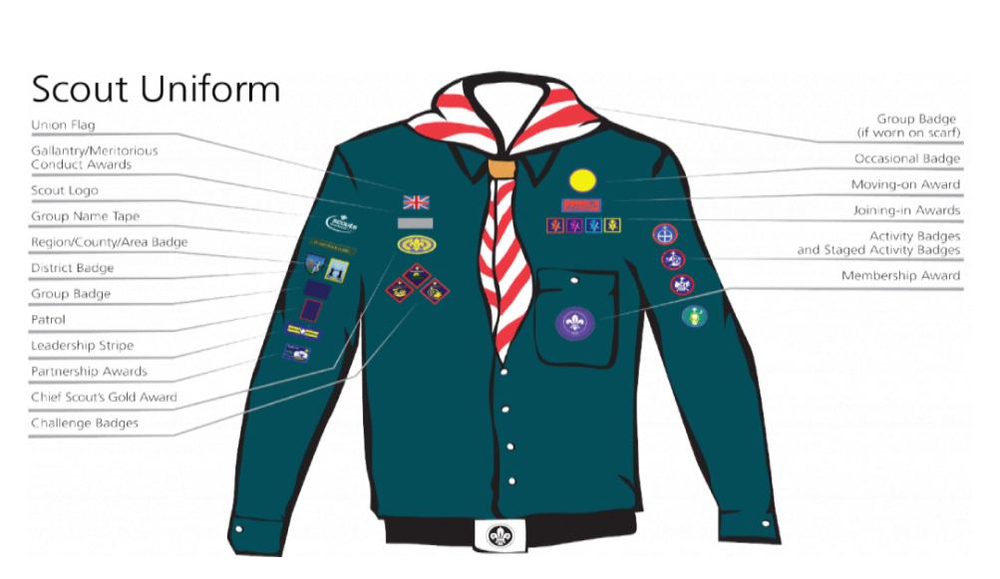 Scout Uniform
Union Flag
Gallantry/Meritorious
Conduct Awards
Scout Logo
Group Name Tape
Region/County/Area Badge
District Badge
Group Badge
Patrol
Leadership Stripe
Partnership Awards
Chief Scout's Gold Award
Challenge Badges
Group Badge
(if worn on scarf)
Occasional Badge
Moving-on Award
Joining-in Awards
Activity Badges
and Staged Activity Badges
Membership Award
scouts